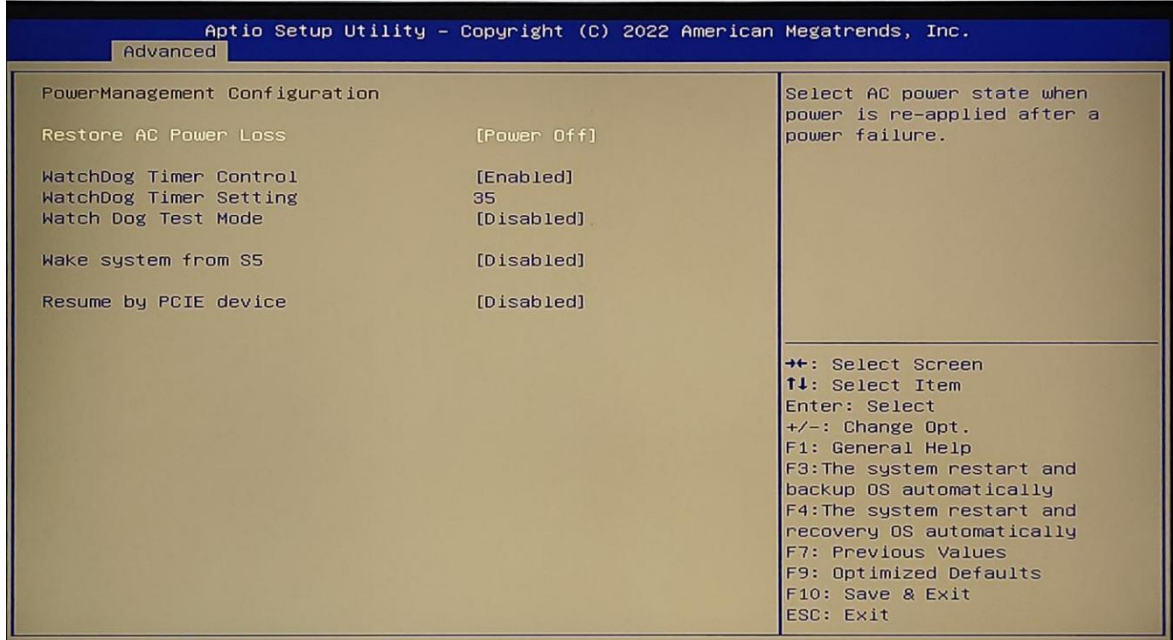 Aptio Setup Utility – Copyright (C) 2022 American Megatrends, Inc.
Advanced
PowerManagement Configuration
Restore AC Power Loss [Power Off]
WatchDog Timer Control [Enabled]
WatchDog Timer Setting 35
Watch Dog Test Mode [Disabled]
Wake system from S5 [Disabled]
Resume by PCIE device [Disabled]
Select AC power state when
power is re-applied after a
power failure.
→←: Select Screen
↑↓: Select Item
Enter: Select
+/-: Change Opt.
F1: General Help
F3:The system restart and
backup OS automatically
F4:The system restart and
recovery OS automatically
F7: Previous Values
F9: Optimized Defaults
F10: Save & Exit
ESC: Exit